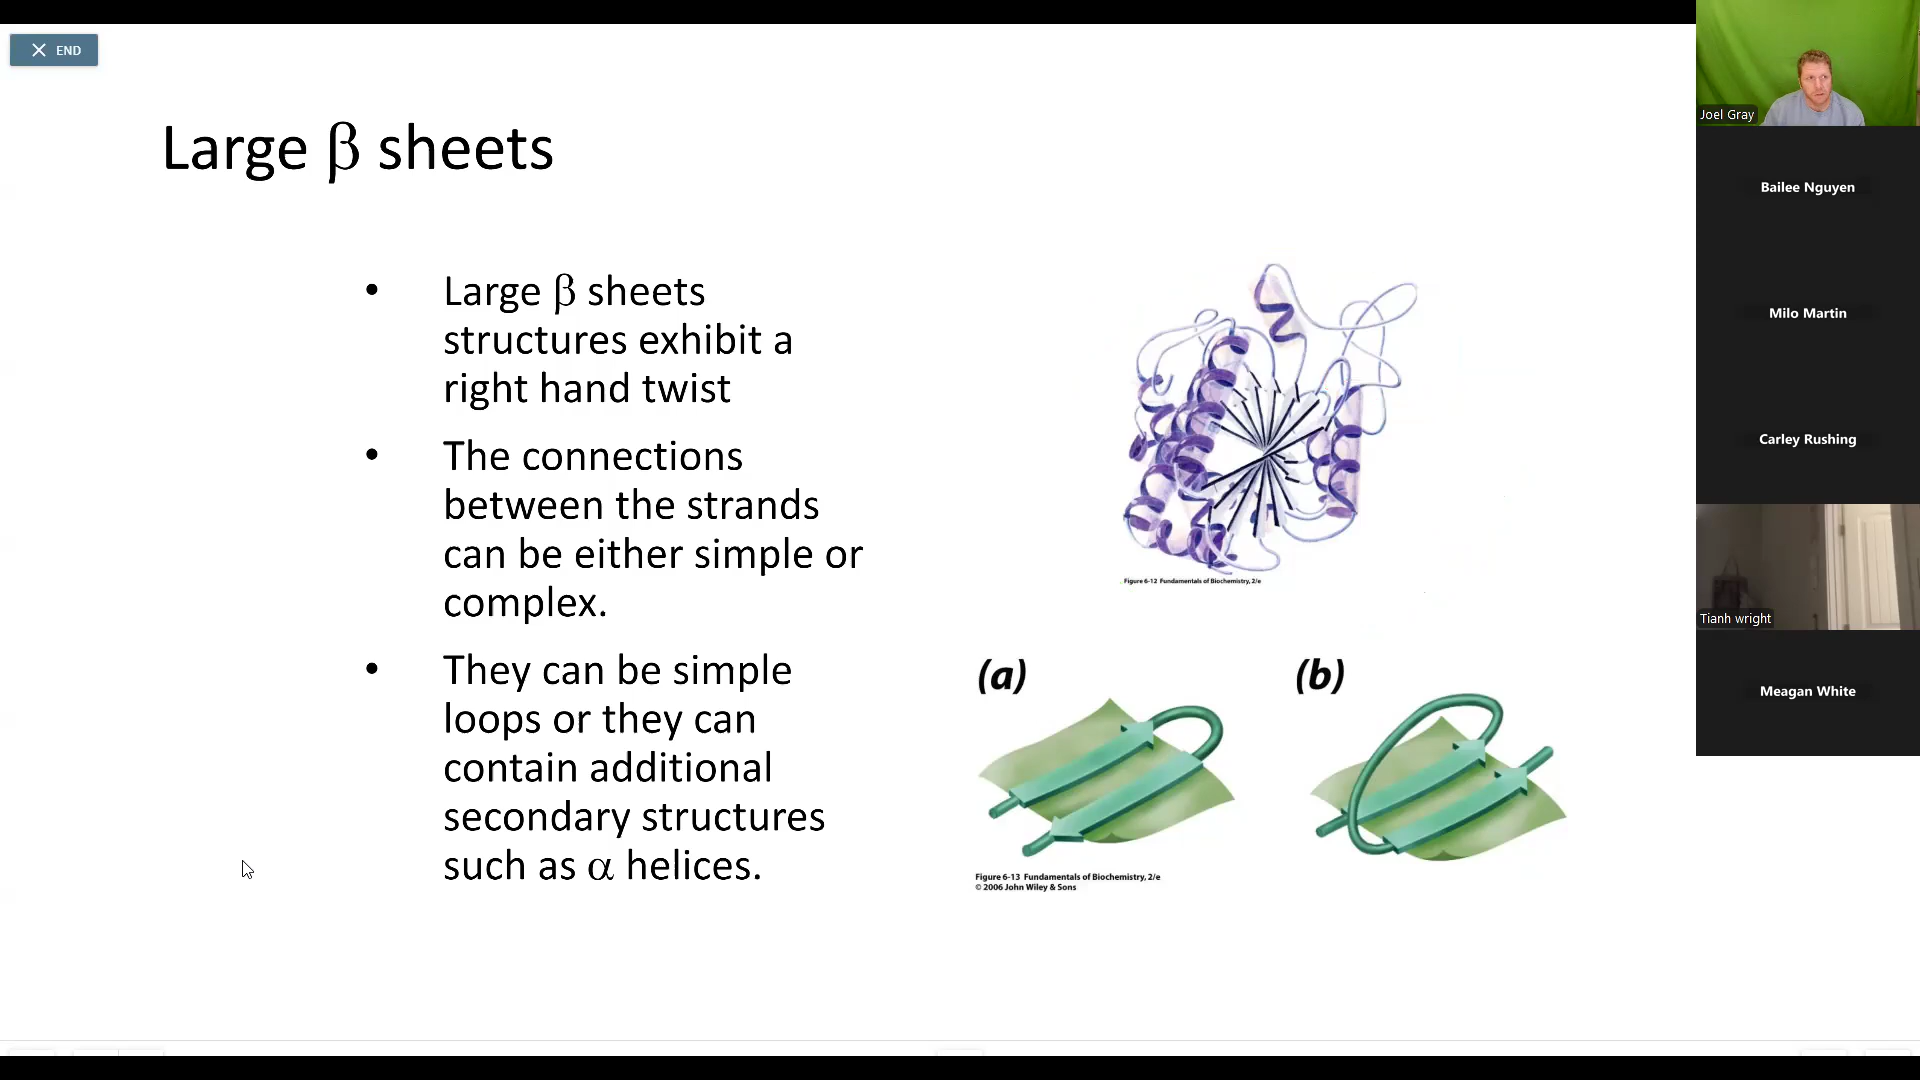 END
Large β sheets
• Large β sheets
structures exhibit a
right hand twist
• The connections
between the strands
can be either simple or
complex.
• They can be simple
loops or they can
contain additional
secondary structures
such as α helices.
Figure 6-12 Fundamentals of Biochemistry, 2/e
(a)
(b)
Figure 6-13 Fundamentals of Biochemistry, 2/e
© 2006 John Wiley & Sons
Joel Gray
Bailee Nguyen
Milo Martin
Carley Rushing
Tianh wright
Meagan White